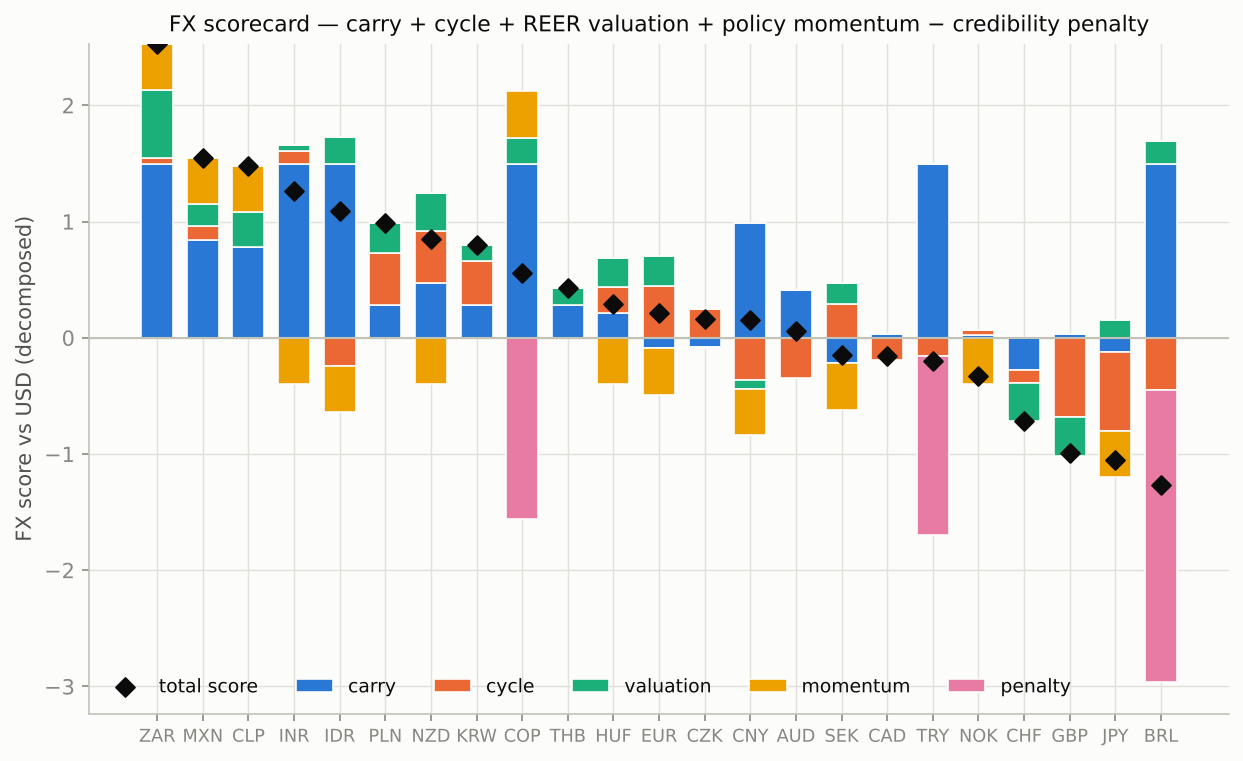 FX scorecard — carry + cycle + REER valuation + policy momentum − credibility penalty
FX score vs USD (decomposed)
2
1
0
−1
−2
−3
total score
carry
cycle
valuation
momentum
penalty
ZAR MXN CLP INR IDR PLN NZD KRW COP THB HUF EUR CZK CNY AUD SEK CAD TRY NOK CHF GBP JPY BRL